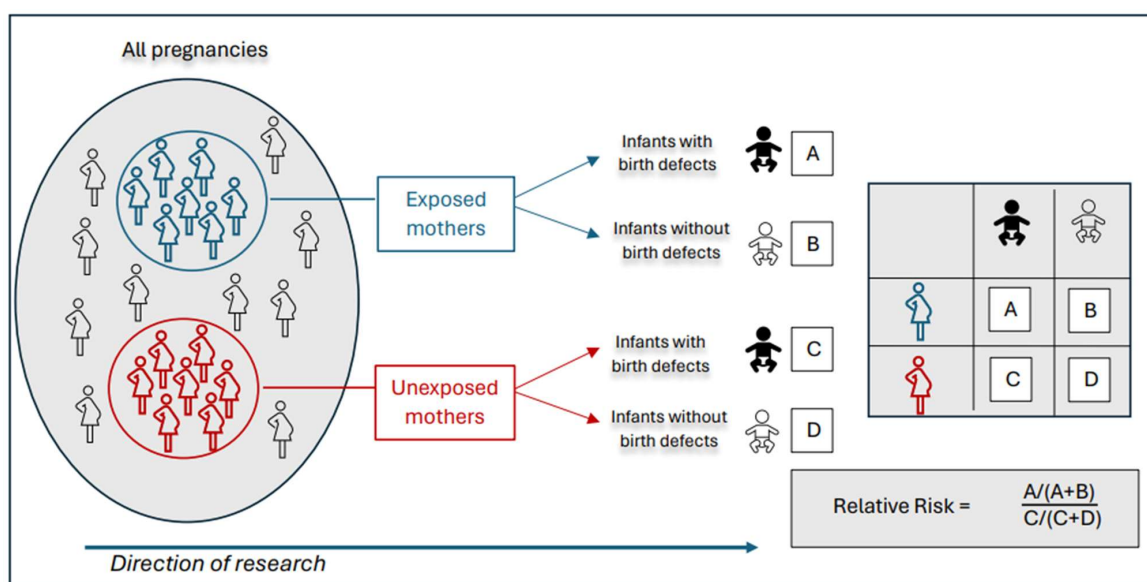 All pregnancies
Infants with
birth defects
A
Exposed
mothers
Infants without
birth defects
B
Infants with
birth defects
C
Unexposed
mothers
Infants without
birth defects
D
A
B
C
D
Relative Risk =
A/(A+B)
C/(C+D)
Direction of research